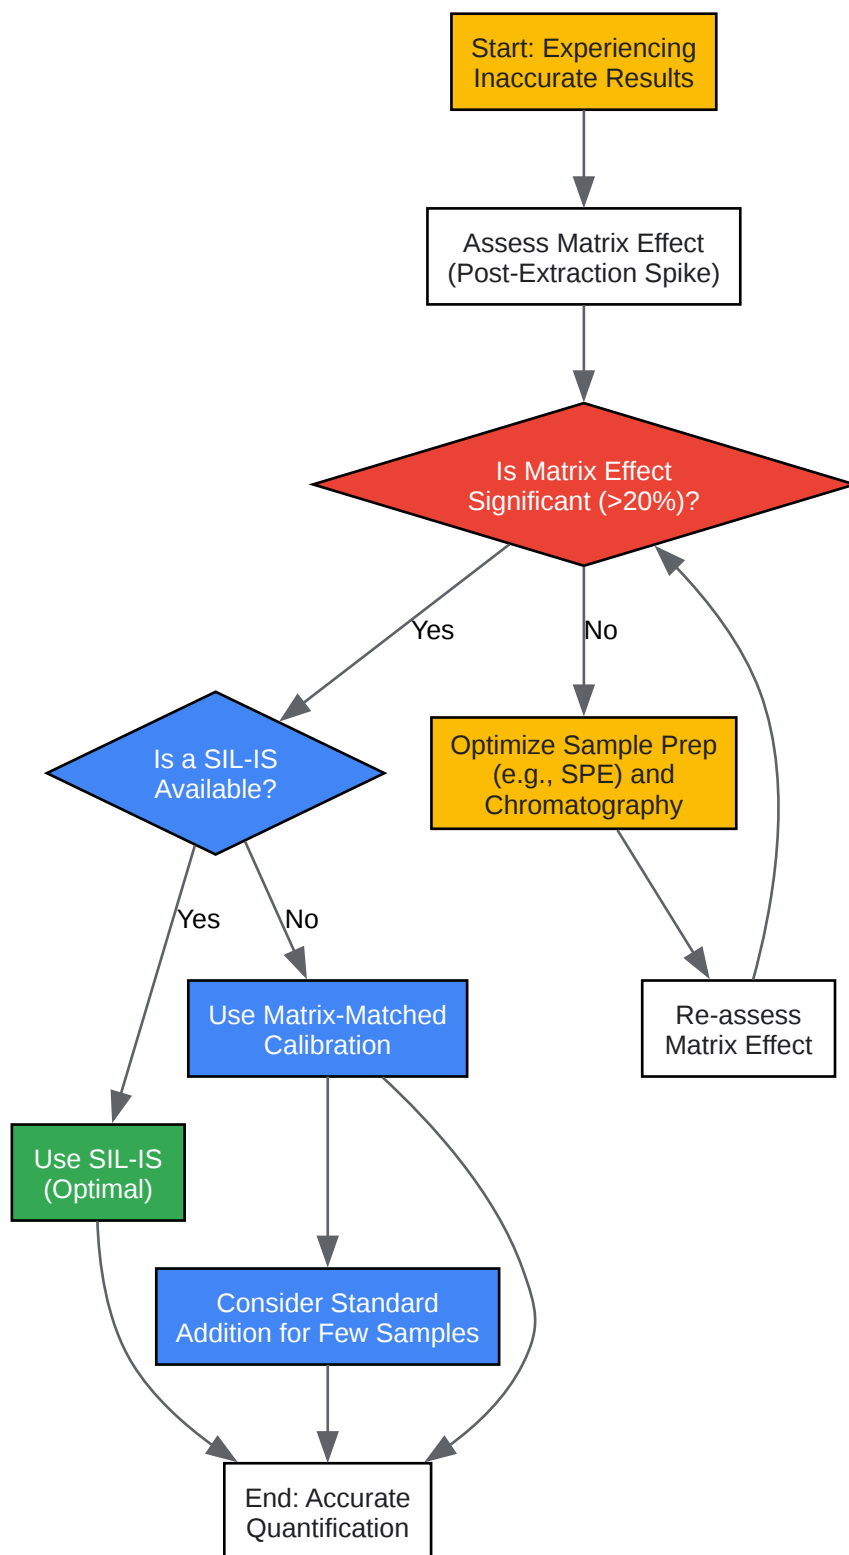 Start: Experiencing
Inaccurate Results
Assess Matrix Effect
(Post-Extraction Spike)
Is Matrix Effect
Significant (>20%)?
Yes
No
Is a SIL-IS
Available?
Optimize Sample Prep
(e.g., SPE) and
Chromatography
Yes
No
Use Matrix-Matched
Calibration
Re-assess
Matrix Effect
Use SIL-IS
(Optimal)
Consider Standard
Addition for Few Samples
End: Accurate
Quantification